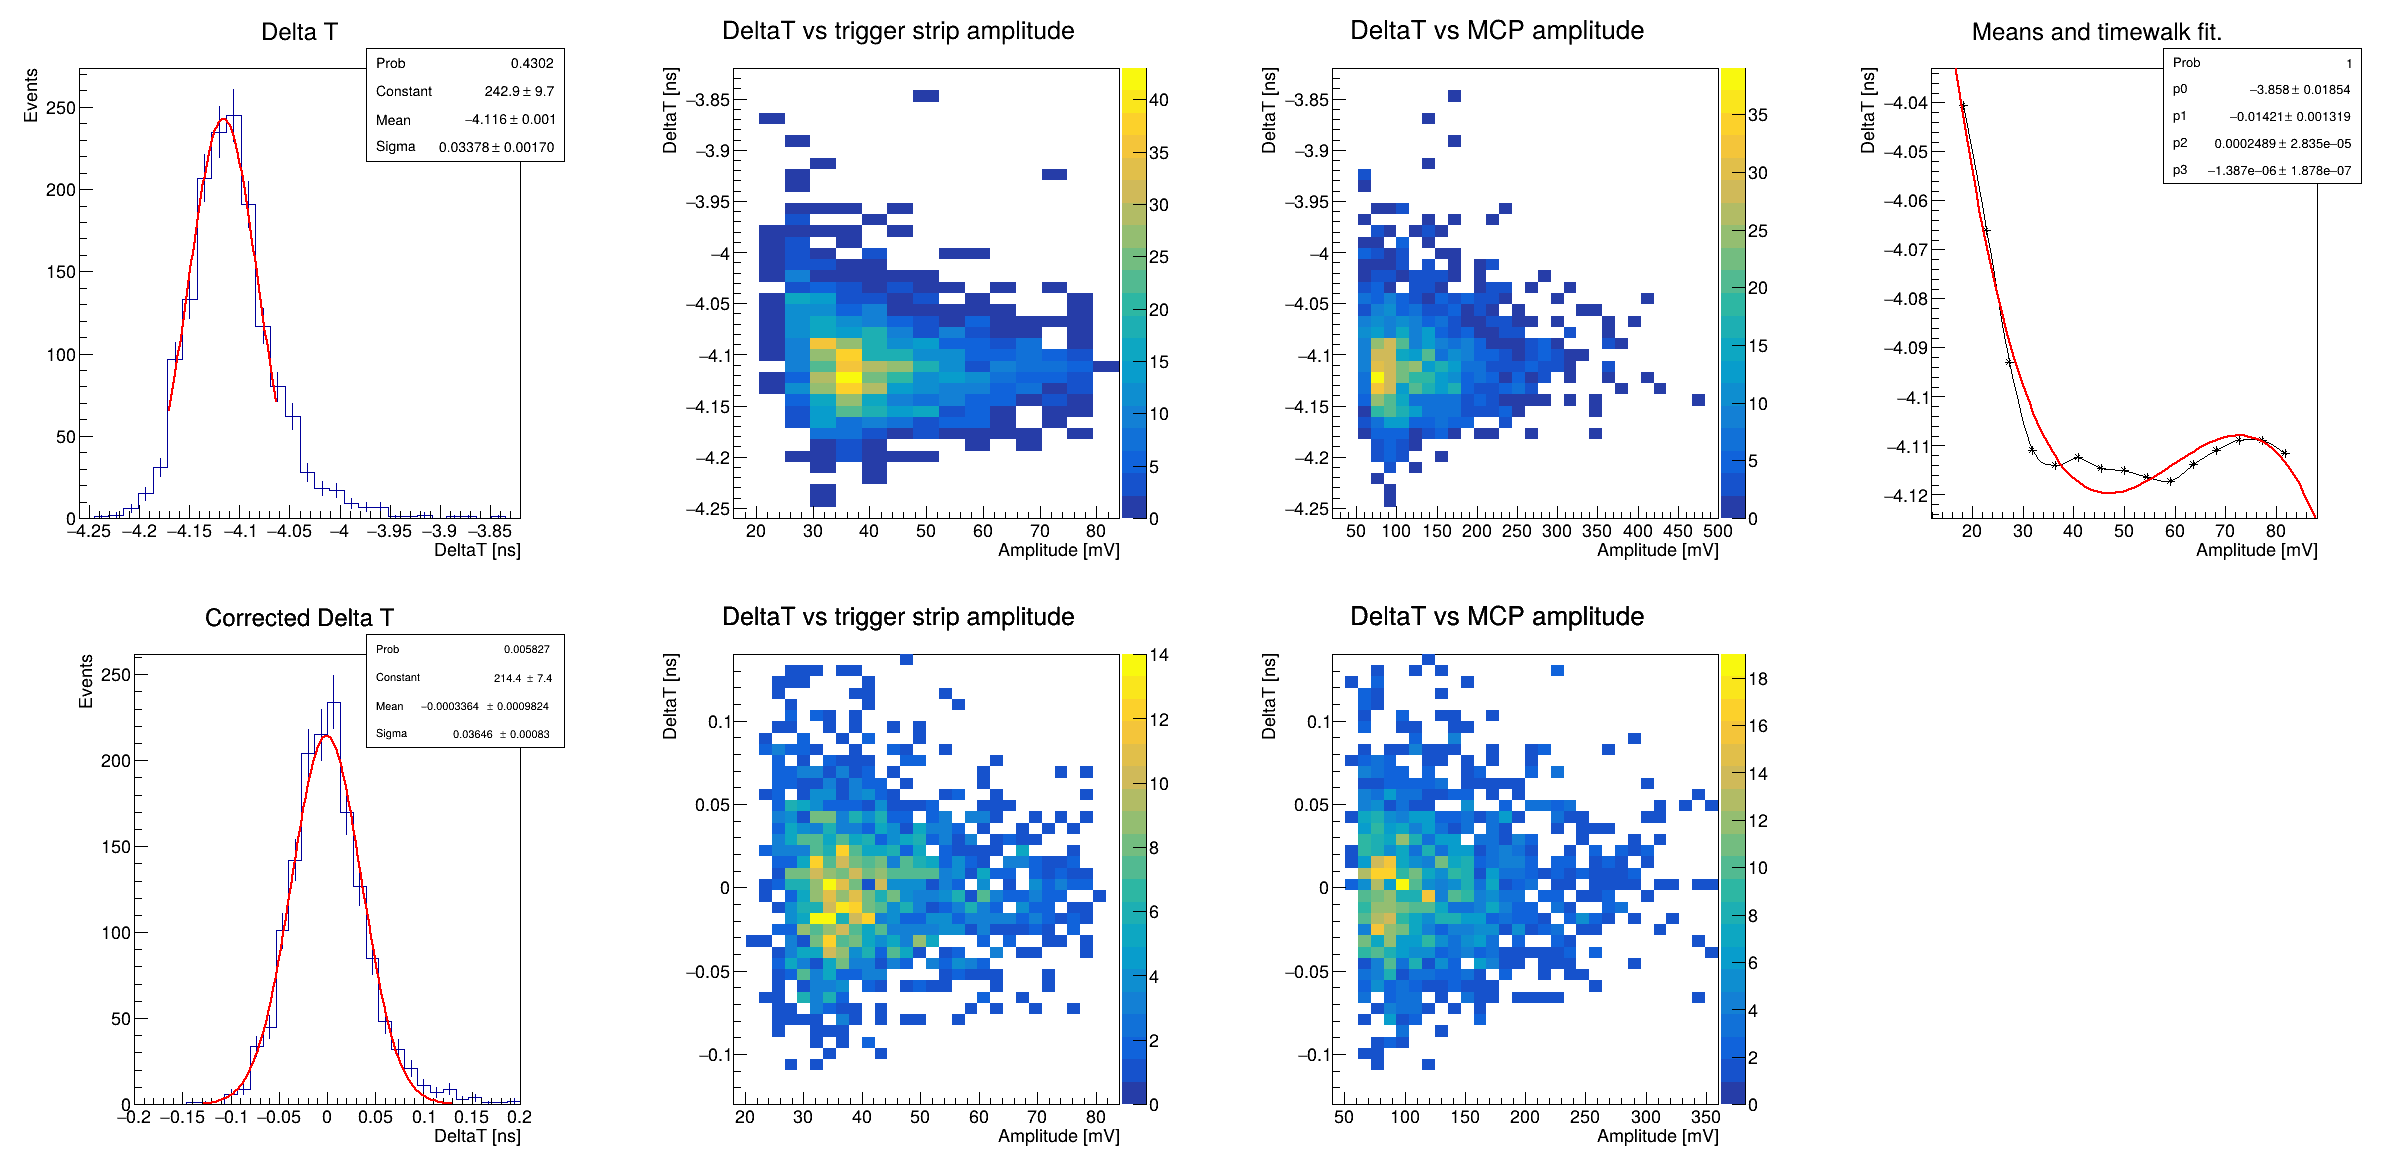 Delta T
Events
250
200
150
100
50
0
−4.25 −4.2 −4.15 −4.1 −4.05 −4 −3.95 −3.9 −3.85
DeltaT [ns]
Prob 0.4302
Constant 242.9 ± 9.7
Mean −4.116 ± 0.001
Sigma 0.03378 ± 0.00170
DeltaT vs trigger strip amplitude
DeltaT [ns]
−3.85
−3.9
−3.95
−4
−4.05
−4.1
−4.15
−4.2
−4.25
20 30 40 50 60 70 80
Amplitude [mV]
40
35
30
25
20
15
10
5
0
DeltaT vs MCP amplitude
DeltaT [ns]
−3.85
−3.9
−3.95
−4
−4.05
−4.1
−4.15
−4.2
−4.25
50 100 150 200 250 300 350 400 450 500
Amplitude [mV]
35
30
25
20
15
10
5
0
Means and timewalk fit.
DeltaT [ns]
−4.04
−4.05
−4.06
−4.07
−4.08
−4.09
−4.1
−4.11
−4.12
20 30 40 50 60 70 80
Amplitude [mV]
Prob 1
p0 −3.858 ± 0.01854
p1 −0.01421 ± 0.001319
p2 0.0002489 ± 2.835e−05
p3 −1.387e−06 ± 1.878e−07
Corrected Delta T
Events
250
200
150
100
50
0
−0.2 −0.15 −0.1 −0.05 0 0.05 0.1 0.15 0.2
DeltaT [ns]
Prob 0.005827
Constant 214.4 ± 7.4
Mean −0.0003364 ± 0.0009824
Sigma 0.03646 ± 0.00083
DeltaT vs trigger strip amplitude
DeltaT [ns]
0.1
0.05
0
−0.05
−0.1
20 30 40 50 60 70 80
Amplitude [mV]
14
12
10
8
6
4
2
0
DeltaT vs MCP amplitude
DeltaT [ns]
0.1
0.05
0
−0.05
−0.1
50 100 150 200 250 300 350
Amplitude [mV]
18
16
14
12
10
8
6
4
2
0